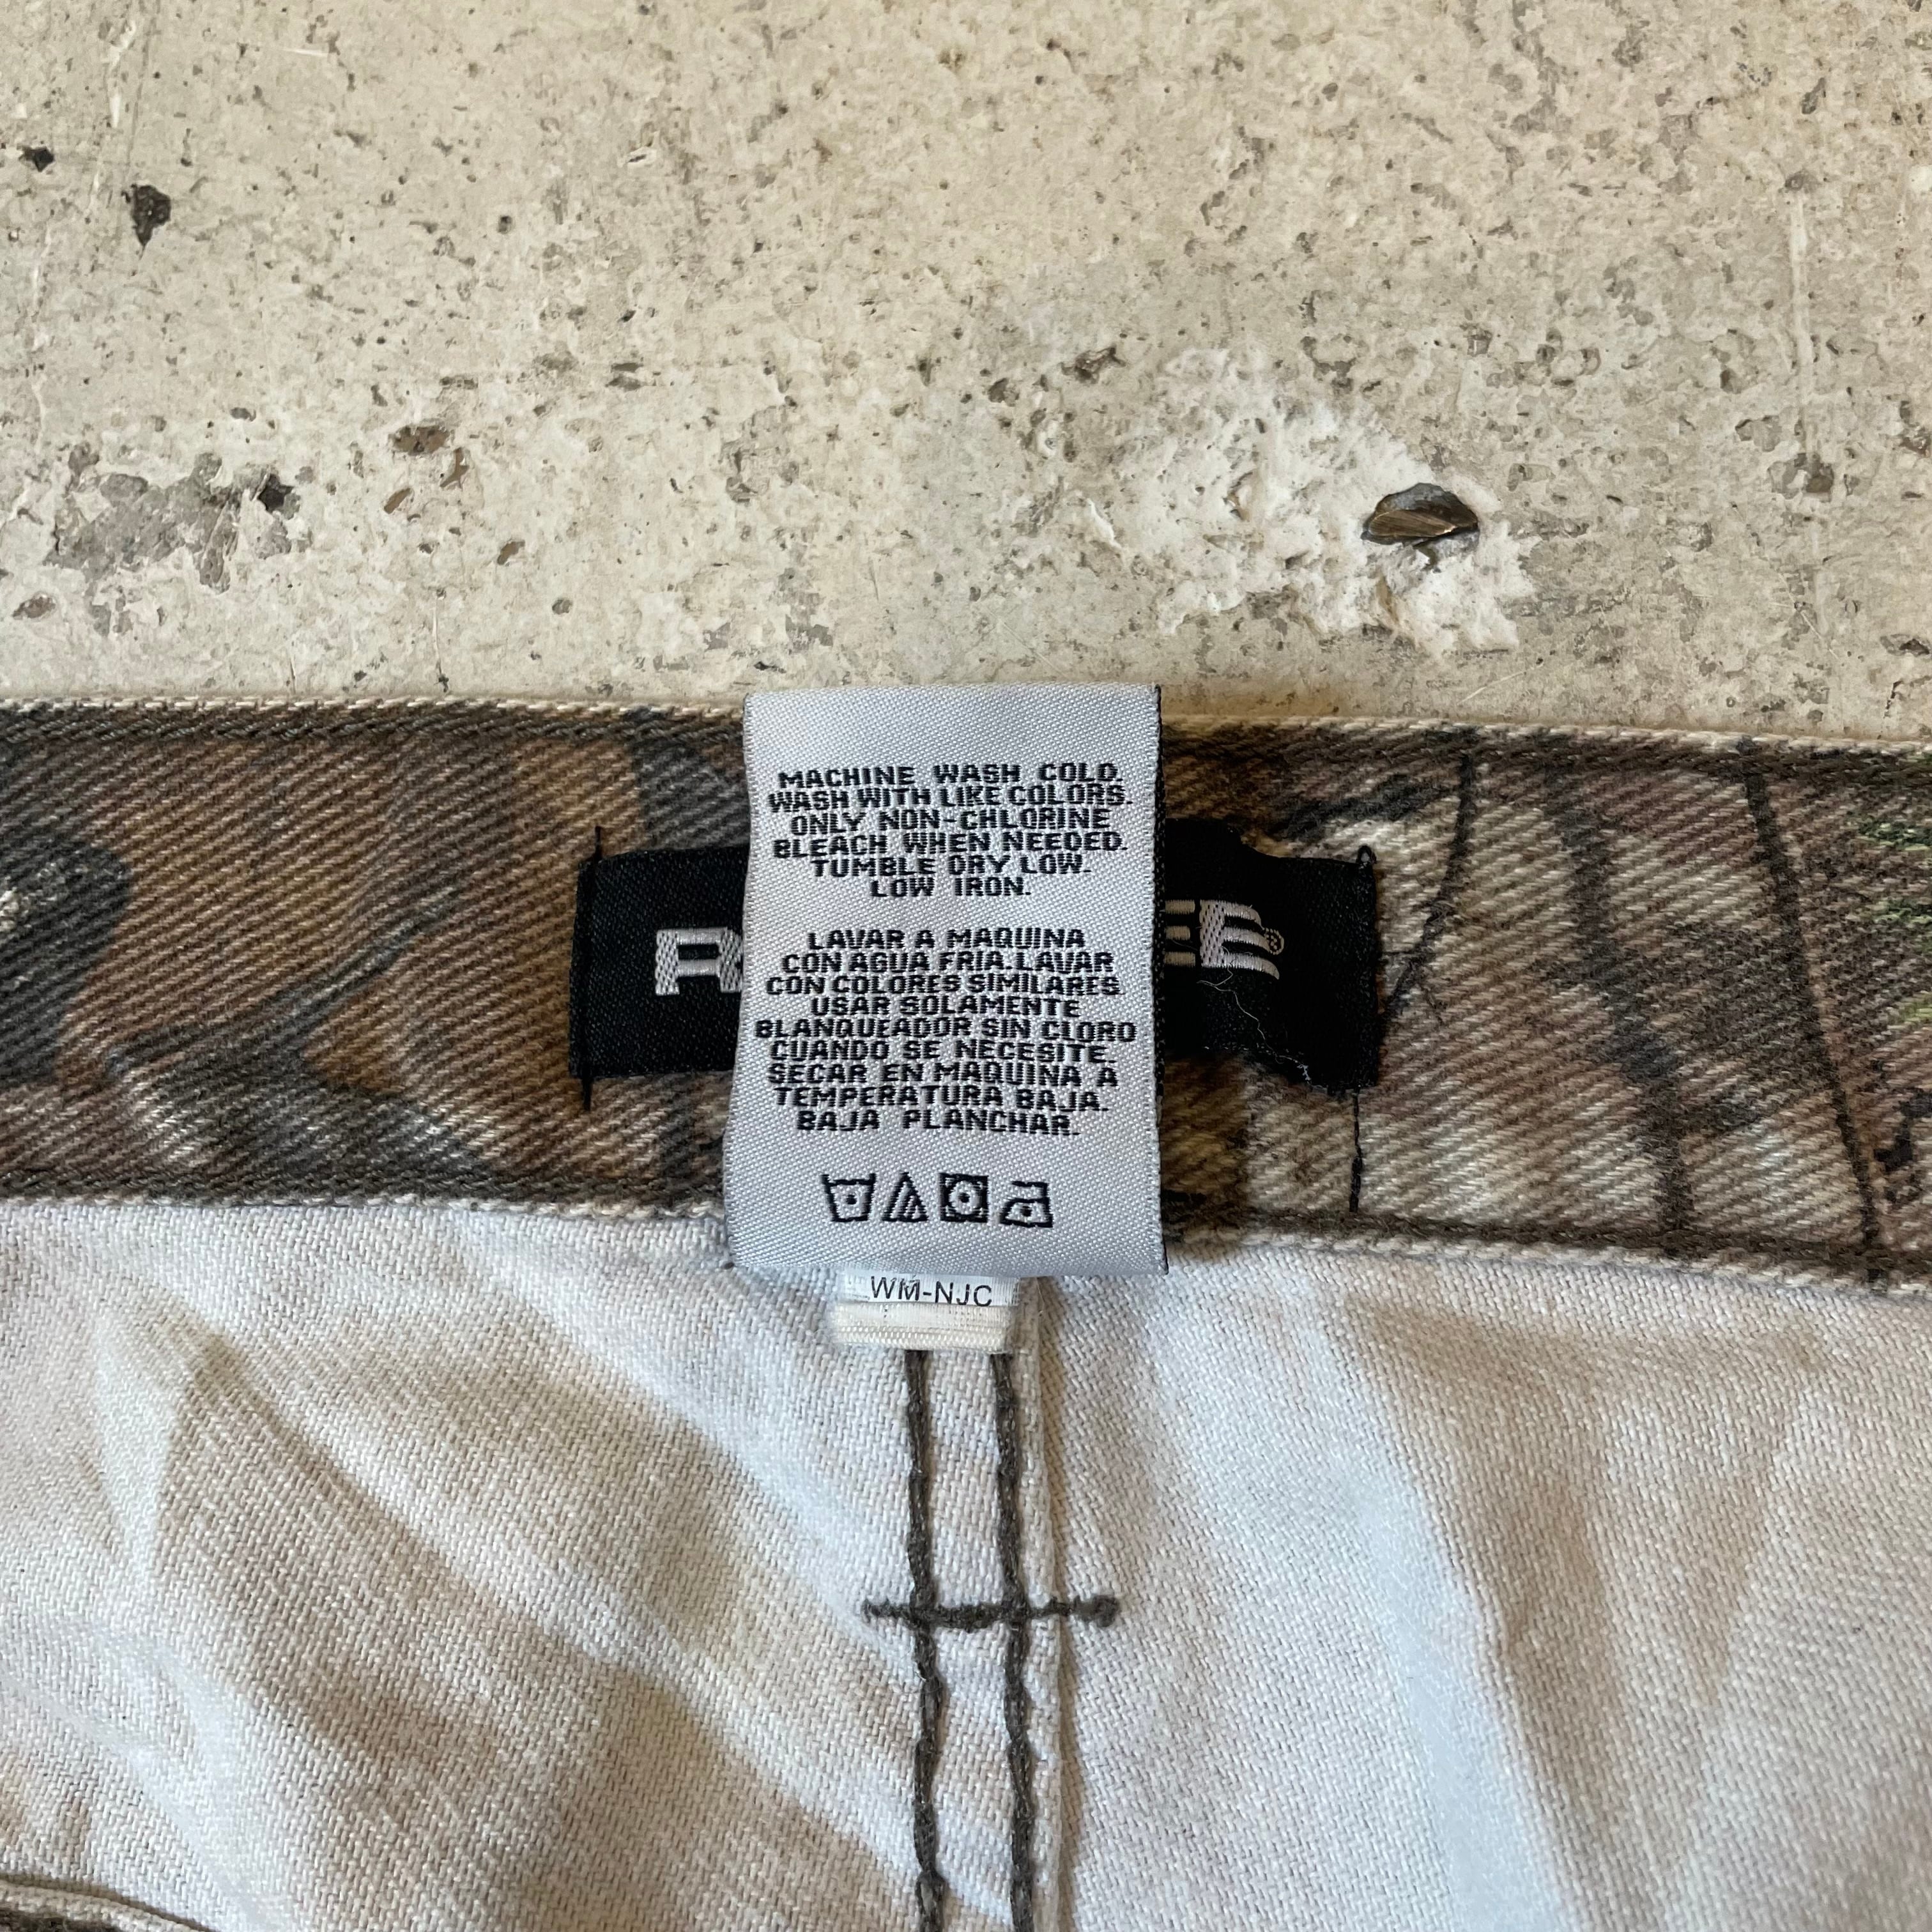 MACHINE WASH COLD.
WASH WITH LIKE COLORS.
ONLY NON-CHLORINE
BLEACH WHEN NEEDED.
TUMBLE DRY LOW.
LOW IRON.
LAVAR A MAQUINA
CON AGUA FRIA. LAVAR
CON COLORES SIMILARES
USAR SOLAMENTE
BLANQUEADOR SIN CLORO
CUANDO SE NECESITE.
SECAR EN MAQUINA A
TEMPERATURA BAJA.
BAJA PLANCHAR.
WM-NJC